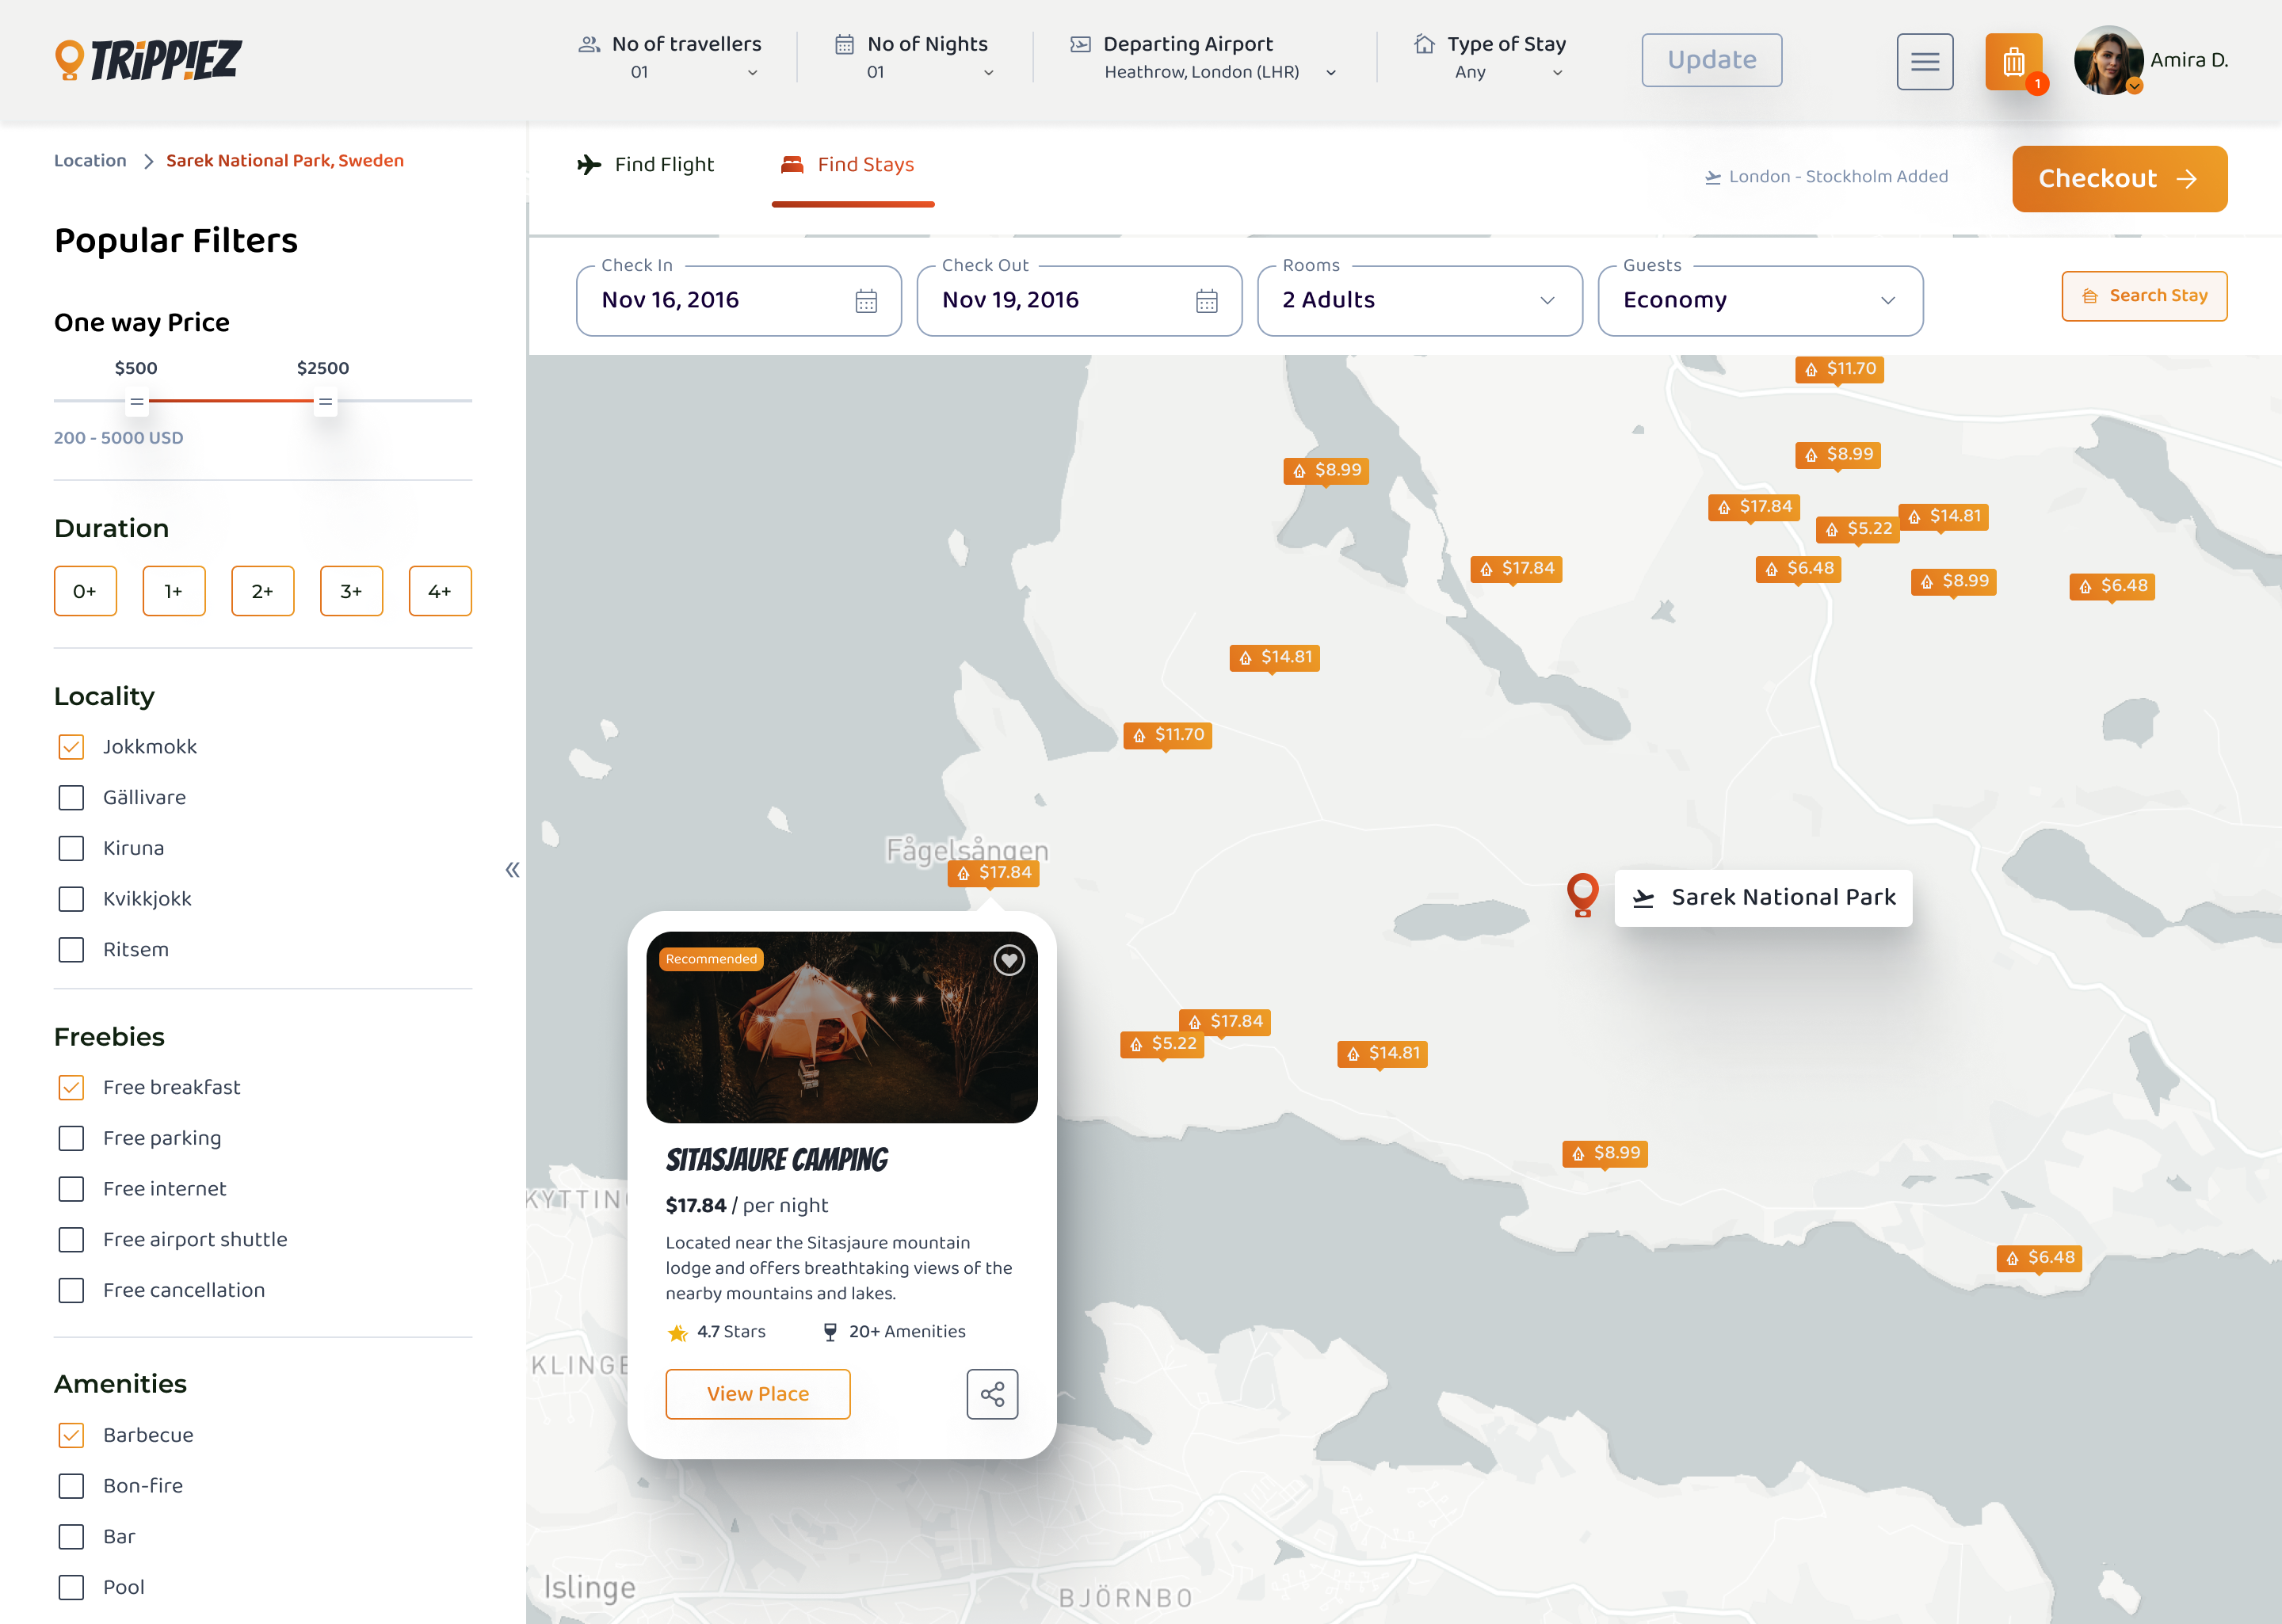 TRiPP!EZ
No of travellers
01
No of Nights
01
Departing Airport
Heathrow, London (LHR)
Type of Stay
Any
Update
1
Amira D.
Location
Sarek National Park, Sweden
Popular Filters
One way Price
$500
$2500
200 - 5000 USD
Duration
0+
1+
2+
3+
4+
Locality
Jokkmokk
Gällivare
Kiruna
Kvikkjokk
Ritsem
Freebies
Free breakfast
Free parking
Free internet
Free airport shuttle
Free cancellation
Amenities
Barbecue
Bon-fire
Bar
Pool
Find Flight
Find Stays
London - Stockholm Added
Checkout
Check In
Nov 16, 2016
Check Out
Nov 19, 2016
Rooms
2 Adults
Guests
Economy
Search Stay
$11.70
$8.99
$8.99
$17.84
$14.81
$5.22
$17.84
$6.48
$8.99
$6.48
$14.81
$11.70
Fågelsången
$17.84
Sarek National Park
$17.84
$5.22
$14.81
$8.99
$6.48
Recommended
SITASJAURE CAMPING
$17.84 / per night
Located near the Sitasjaure mountain
lodge and offers breathtaking views of the
nearby mountains and lakes.
4.7 Stars
20+ Amenities
View Place
KYTTING
KLINGE
Islinge
BJÖRNBO